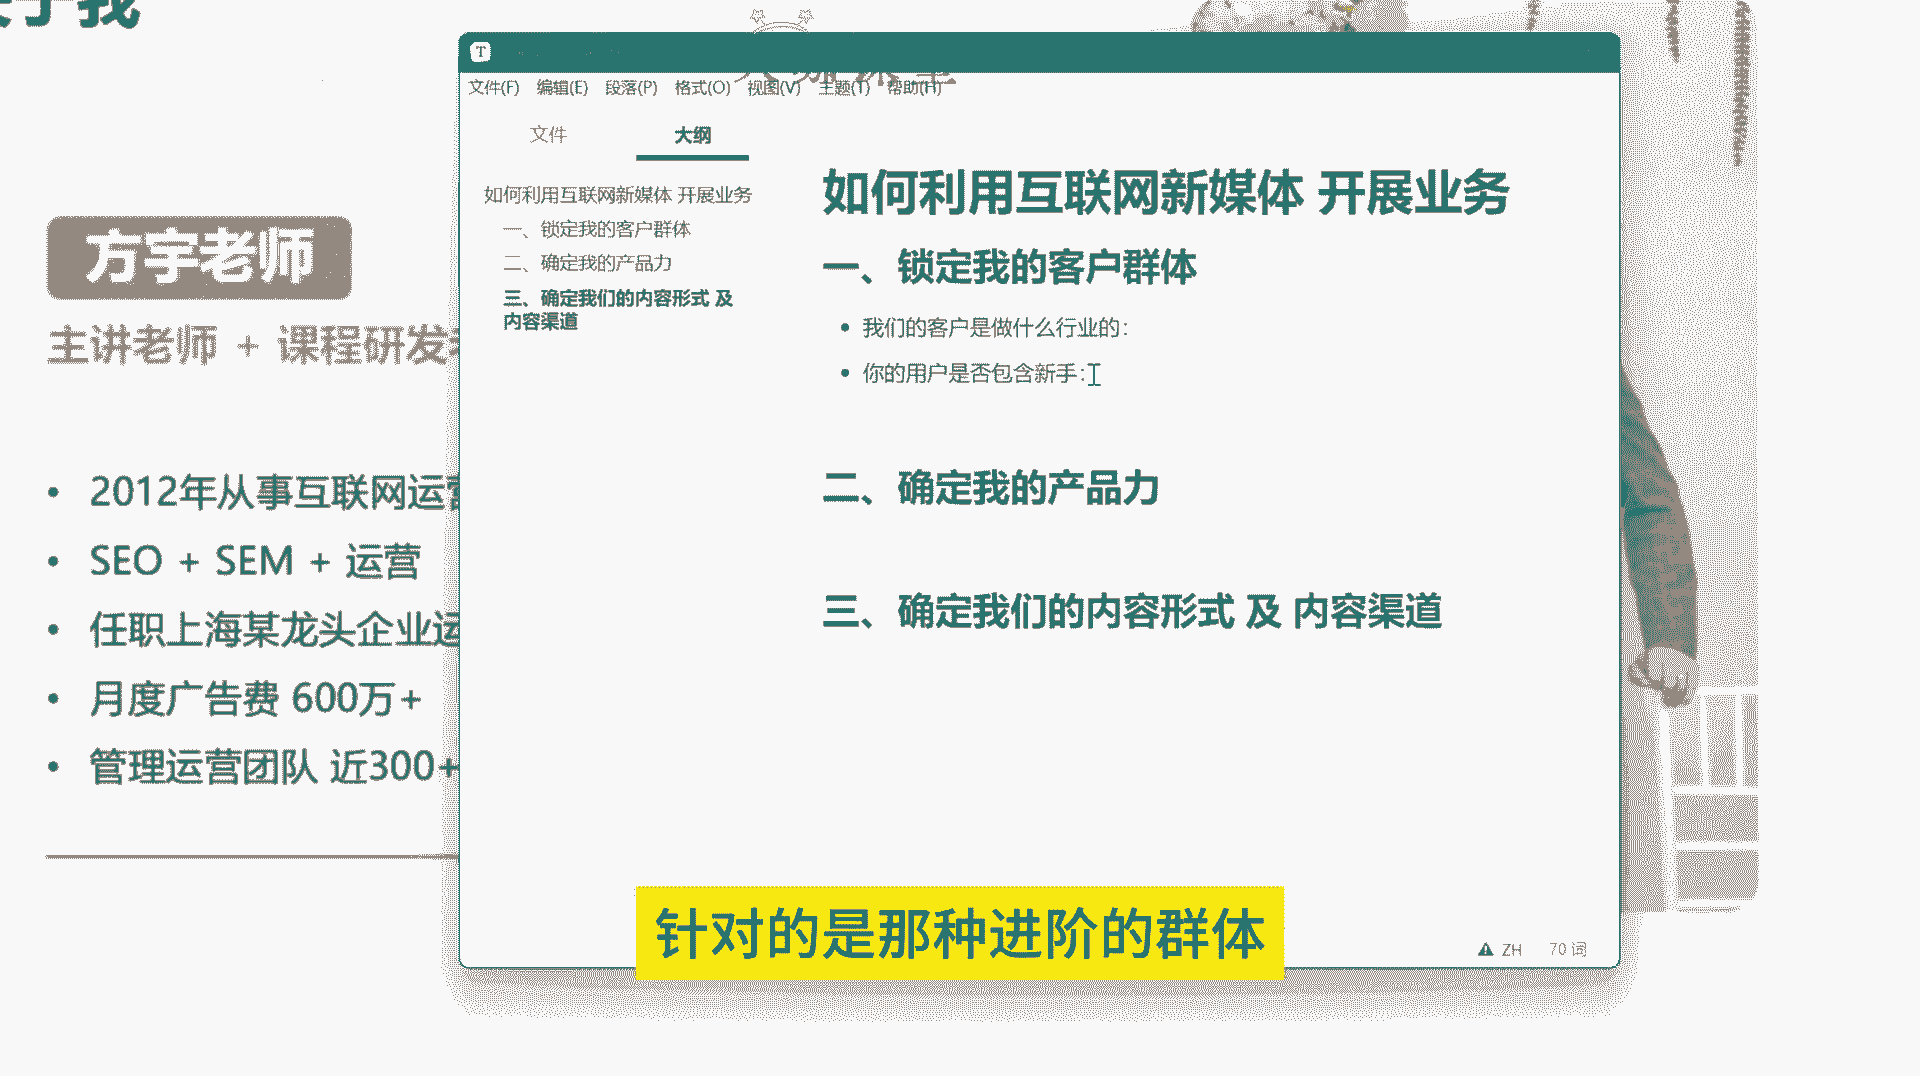 方宇老师
主讲老师 + 课程研发
2012年从事互联网运营
SEO + SEM + 运营
任职上海某龙头企业运
月度广告费 600万+
管理运营团队 近300+
T
文件(F) 编辑(E) 段落(P) 格式(O) 视图(V) 主题(T) 帮助(H)
文件 大纲
如何利用互联网新媒体 开展业务
一、锁定我的客户群体
二、确定我的产品力
三、确定我们的内容形式 及
内容渠道
如何利用互联网新媒体 开展业务
一、锁定我的客户群体
我们的客户是做什么行业的：
你的用户是否包含新手：
二、确定我的产品力
三、确定我们的内容形式 及 内容渠道
针对的是那种进阶的群体
ZH 70 词